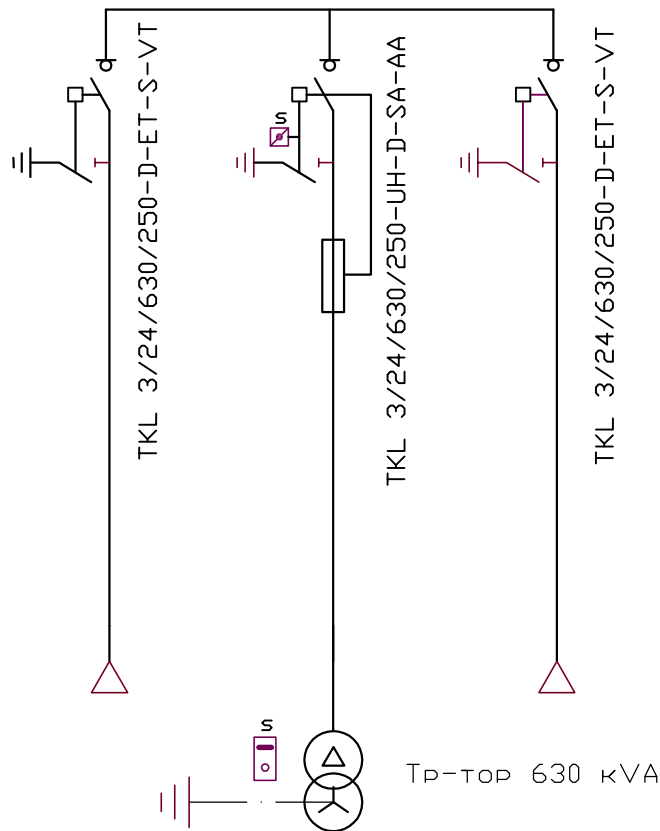 TKL 3/24/630/250-D-ET-S-VT
S
TKL 3/24/630/250-UH-D-SA-AA
TKL 3/24/630/250-D-ET-S-VT
S
Тр-тор 630 кVA